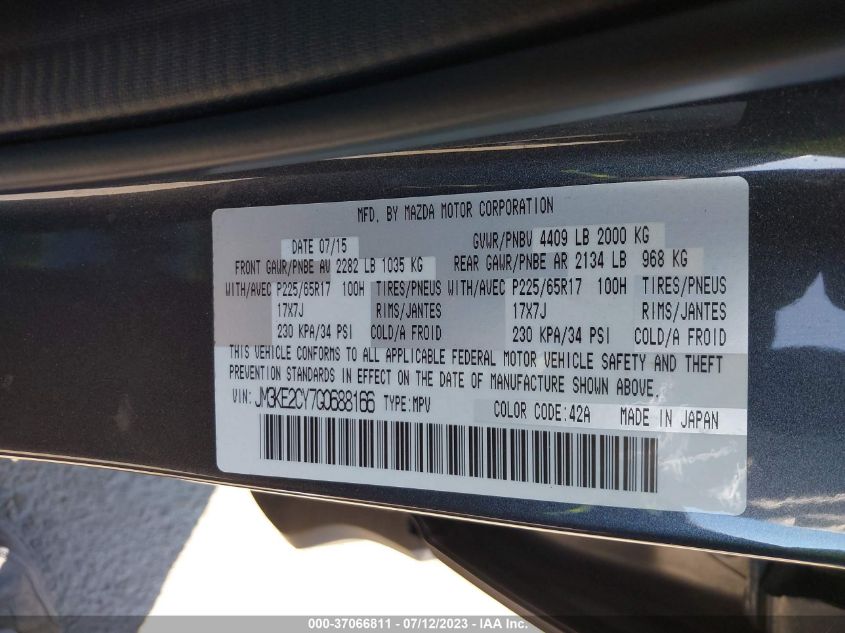 MFD. BY MAZDA MOTOR CORPORATION
DATE 07/15 GVWR/PNBV 4409 LB 2000 KG
FRONT GAWR/PNBE AV 2282 LB 1035 KG REAR GAWR/PNBE AR 2134 LB 968 KG
WITH/AVEC P225/65R17 100H TIRES/PNEUS WITH/AVEC P225/65R17 100H TIRES/PNEUS
17X7J RIMS/JANTES 17X7J RIMS/JANTES
230 KPA/34 PSI COLD/A FROID 230 KPA/34 PSI COLD/A FROID
THIS VEHICLE CONFORMS TO ALL APPLICABLE FEDERAL MOTOR VEHICLE SAFETY AND THEFT
PREVENTION STANDARDS IN EFFECT ON THE DATE OF MANUFACTURE SHOWN ABOVE.
VIN: JM3KE2CY7G0688166 TYPE:MPV COLOR CODE:42A MADE IN JAPAN
000-37066811 - 07/12/2023 - IAAI.COM